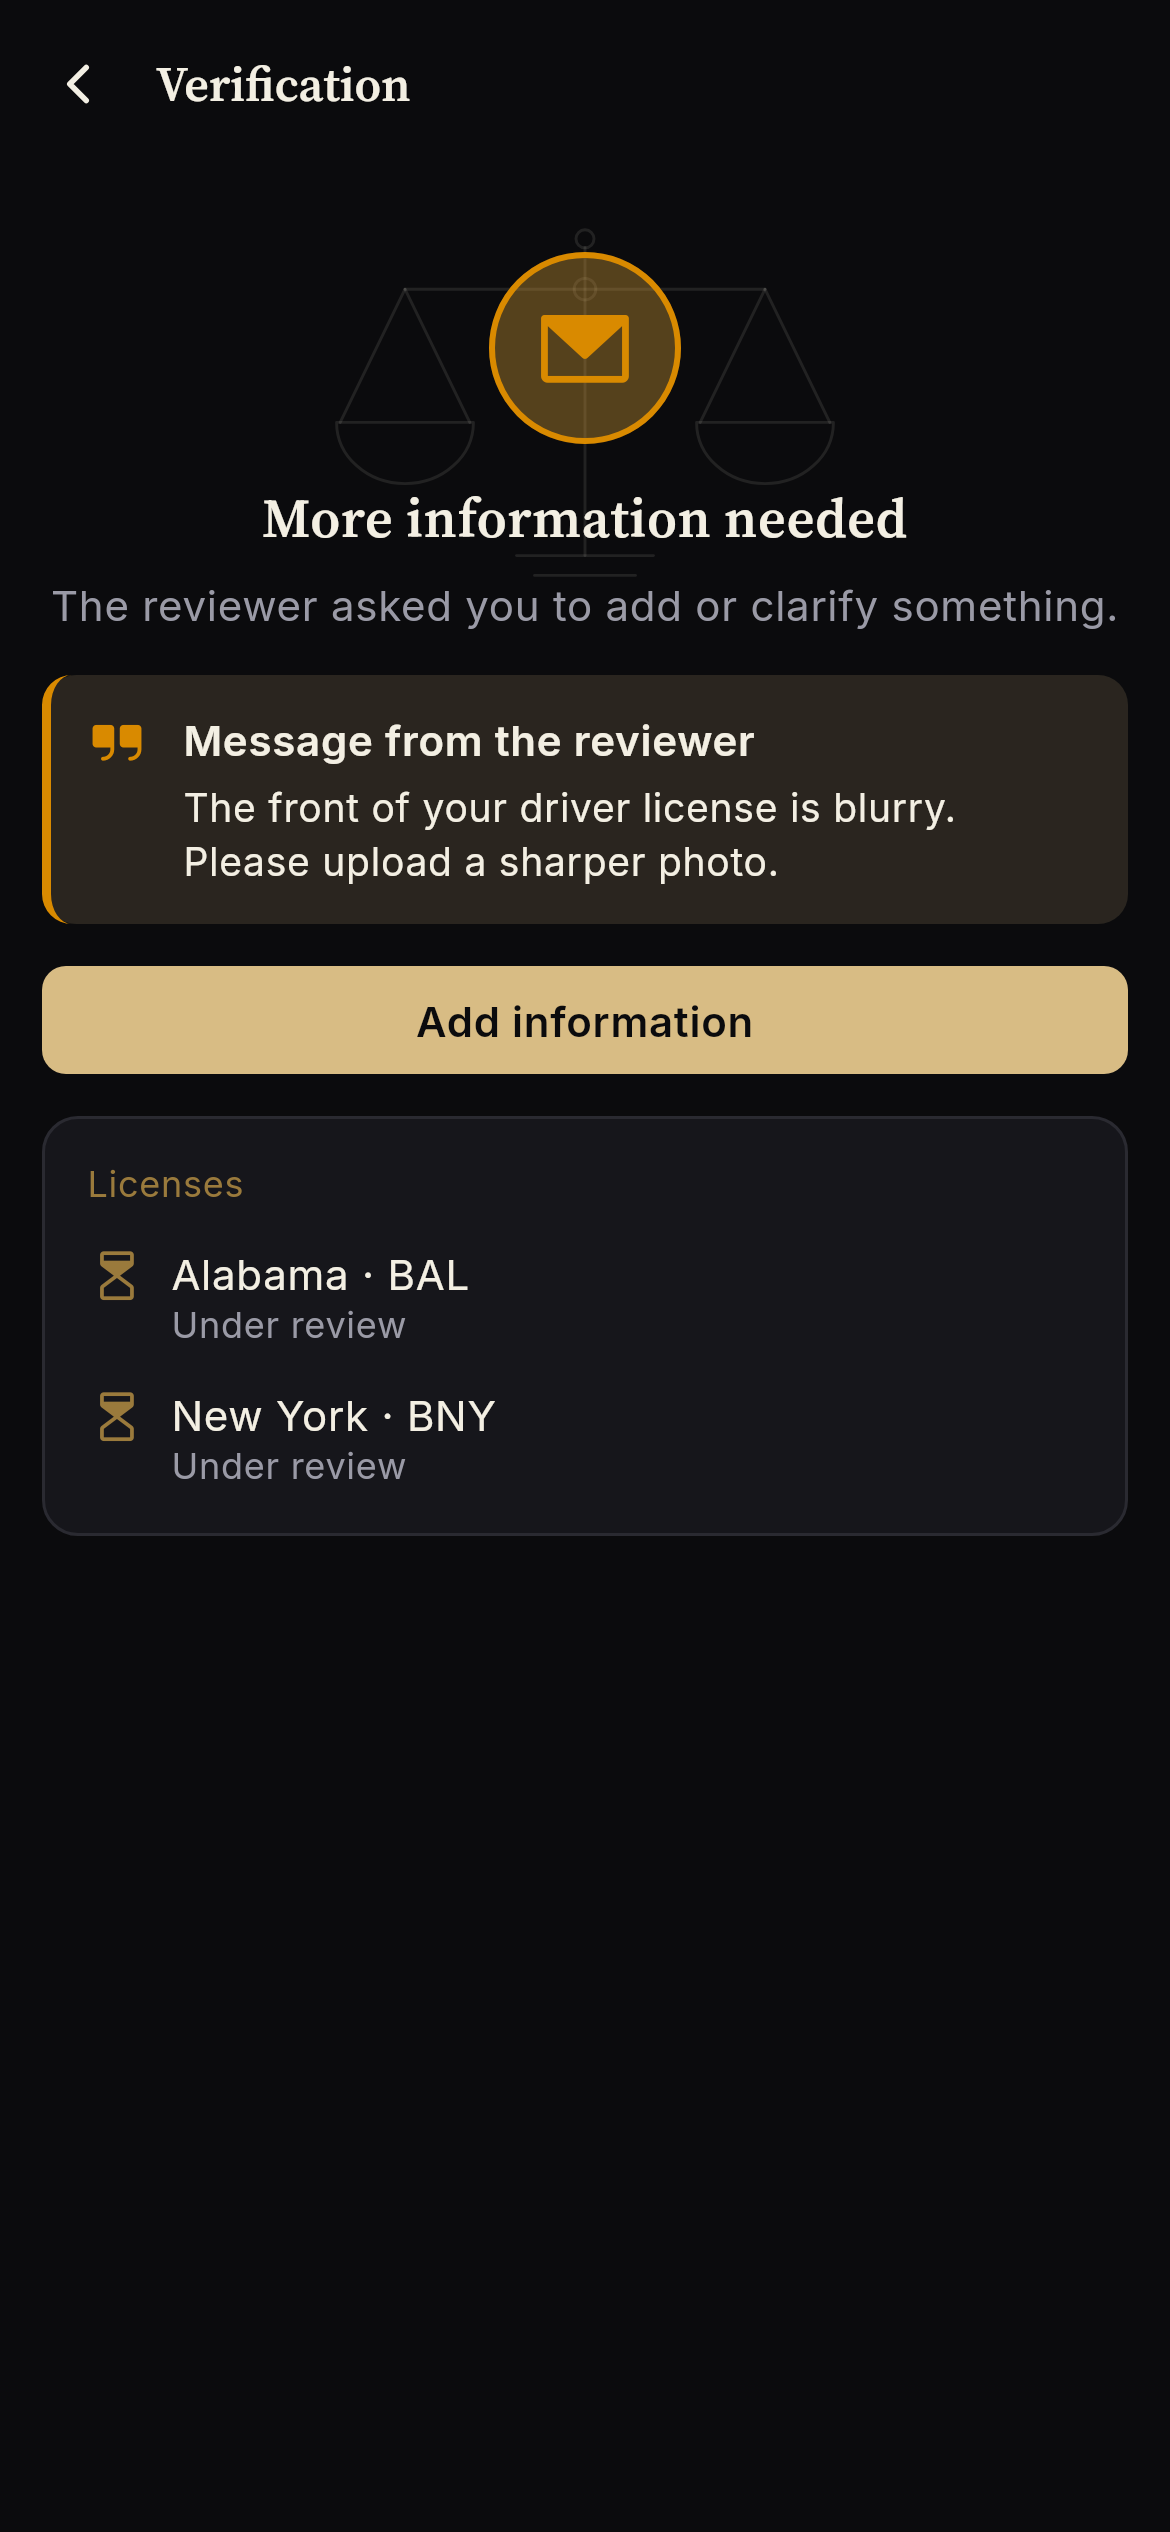 Verification
More information needed
The reviewer asked you to add or clarify something.
Message from the reviewer
The front of your driver license is blurry.
Please upload a sharper photo.
Add information
Licenses
Alabama · BAL
Under review
New York · BNY
Under review